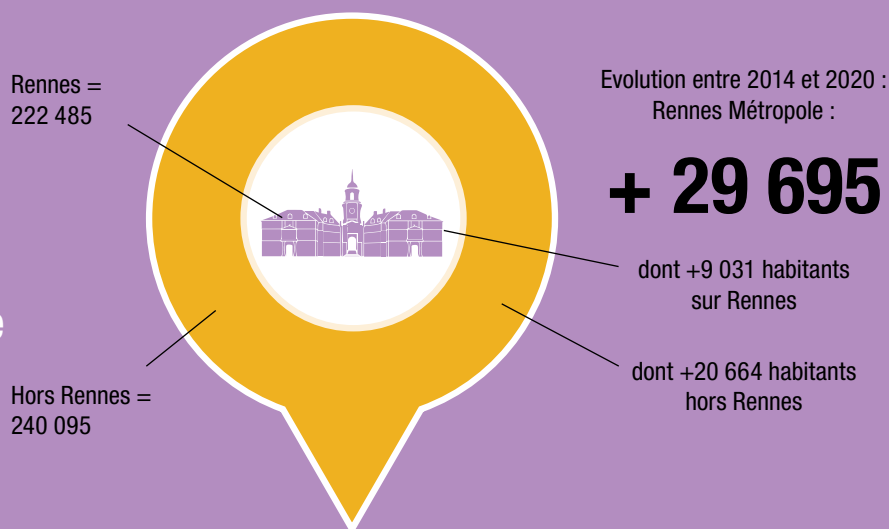 Rennes =
222 485
Hors Rennes =
240 095
Evolution entre 2014 et 2020 :
Rennes Métropole :
+ 29 695
dont +9 031 habitants
sur Rennes
dont +20 664 habitants
hors Rennes